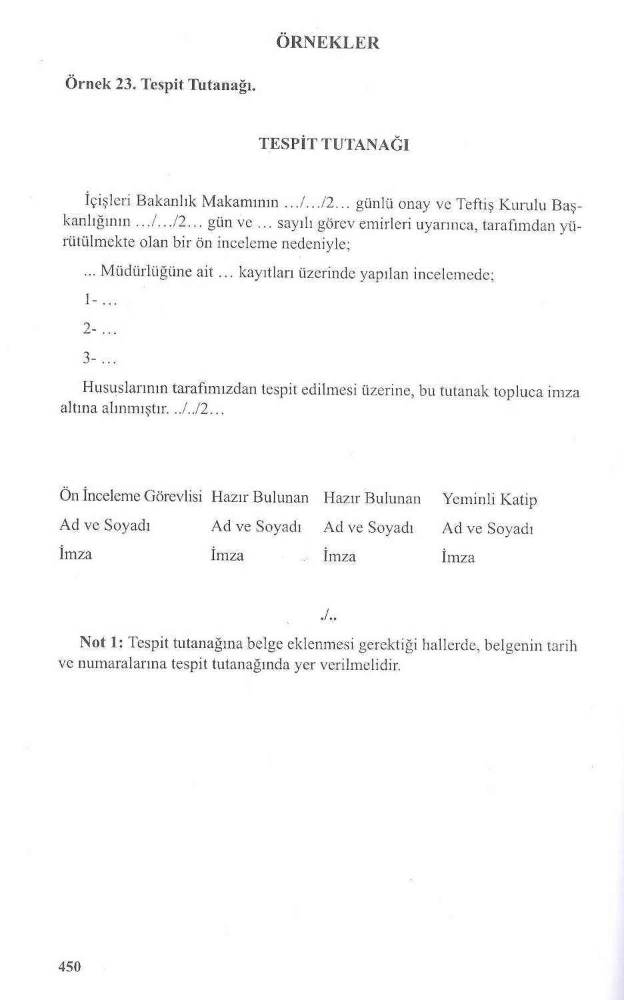 ÖRNEKLER
Örnek 23. Tespit Tutanağı.
TESPİT TUTANAĞI
İçişleri Bakanlık Makamının .../.../2... günlü onay ve Teftiş Kurulu Baş-
kanlığının .../.../2... gün ve ... sayılı görev emirleri uyarınca, tarafımdan yü-
rütülmekte olan bir ön inceleme nedeniyle;
... Müdürlüğüne ait ... kayıtları üzerinde yapılan incelemede;
1- ...
2- ...
3- ...
Hususlarının tarafımızdan tespit edilmesi üzerine, bu tutanak topluca imza
altına alınmıştır. ../../2...
Ön İnceleme Görevlisi Hazır Bulunan Hazır Bulunan Yeminli Katip
Ad ve Soyadı Ad ve Soyadı Ad ve Soyadı Ad ve Soyadı
İmza İmza İmza İmza
./..
Not 1: Tespit tutanağına belge eklenmesi gerektiği hallerde, belgenin tarih
ve numaralarına tespit tutanağında yer verilmelidir.
450